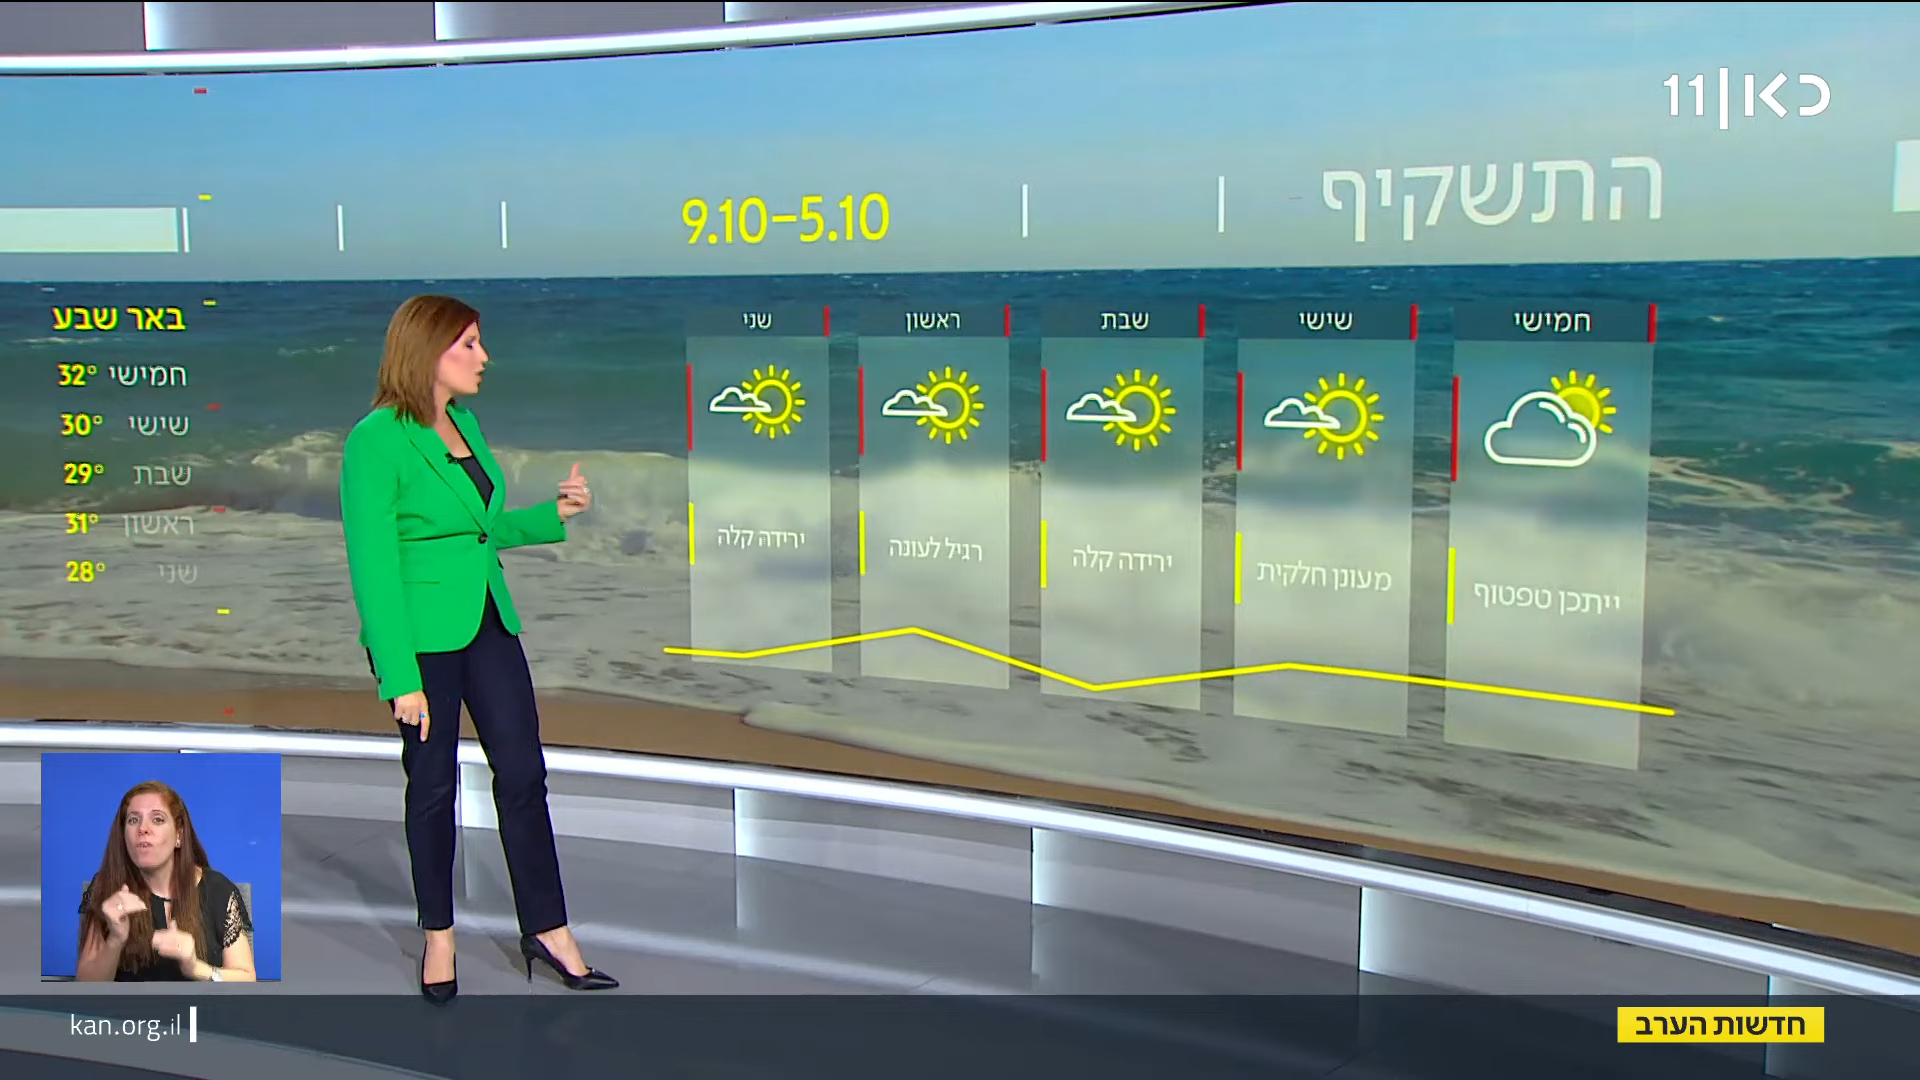 כאן|11
התשקיף
9.10–5.10
חמישי
שישי
שבת
ראשון
שני
ייתכן טפטוף
מעונן חלקית
ירידה קלה
רגיל לעונה
ירידה קלה
באר שבע
חמישי 32°
שישי 30°
שבת 29°
ראשון 31°
שני 28°
חדשות הערב
kan.org.il